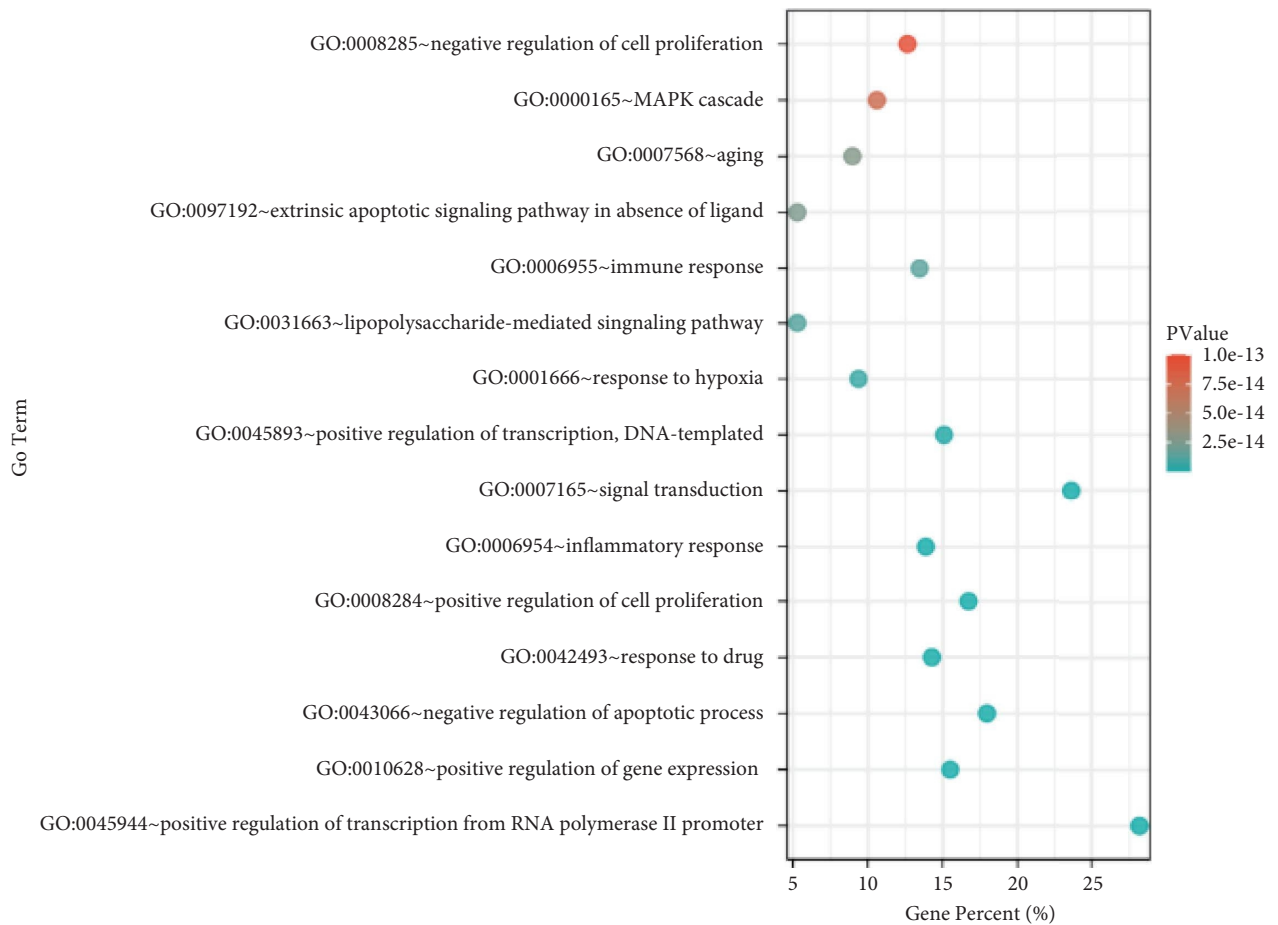 GO:0008285~negative regulation of cell proliferation
GO:0000165~MAPK cascade
GO:0007568~aging
GO:0097192~extrinsic apoptotic signaling pathway in absence of ligand
GO:0006955~immune response
GO:0031663~lipopolysaccharide-mediated singnaling pathway
GO:0001666~response to hypoxia
GO:0045893~positive regulation of transcription, DNA-templated
GO:0007165~signal transduction
GO:0006954~inflammatory response
GO:0008284~positive regulation of cell proliferation
GO:0042493~response to drug
GO:0043066~negative regulation of apoptotic process
GO:0010628~positive regulation of gene expression
GO:0045944~positive regulation of transcription from RNA polymerase II promoter
Go Term
5 10 15 20 25
Gene Percent (%)
PValue
1.0e-13
7.5e-14
5.0e-14
2.5e-14